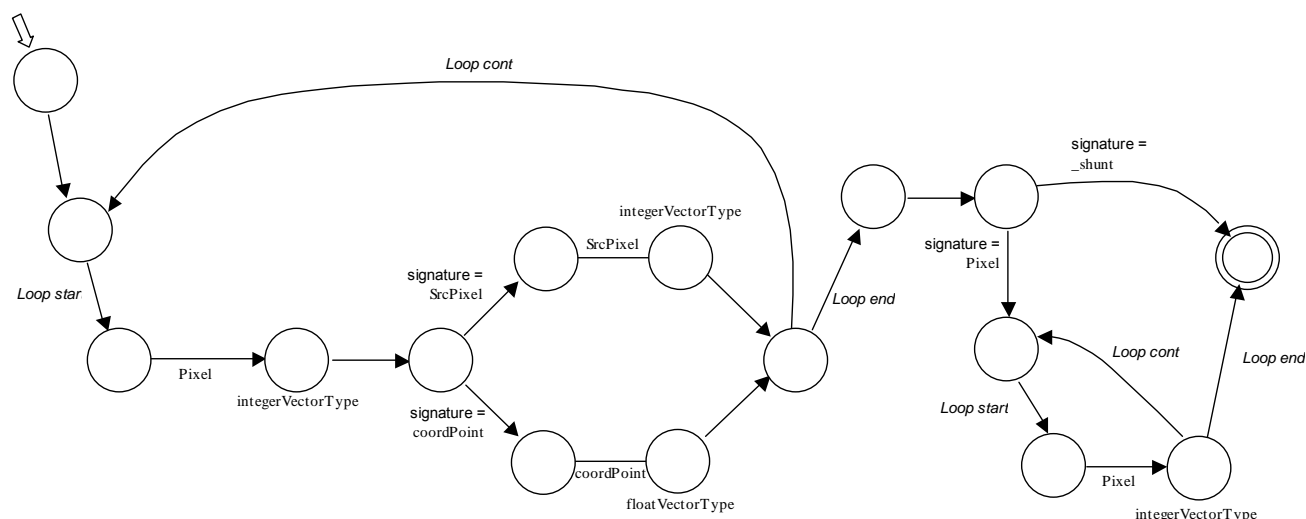 Loop cont
signature =
_shunt
integerVectorType
SrcPixel
signature =
Pixel
Loop star
signature =
SrcPixel
Loop end
Pixel
integerVectorType
signature =
coordPoint
Loop cont
Loop end
Loop start
coordPoint
floatVectorType
Pixel
integerVectorType